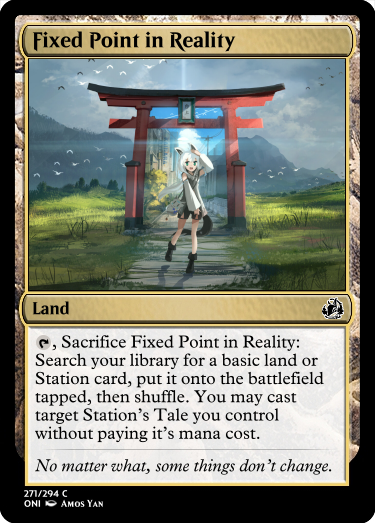 Fixed Point in Reality
Land
, Sacrifice Fixed Point in Reality:
Search your library for a basic land or
Station card, put it onto the battlefield
tapped, then shuffle. You may cast
target Station's Tale you control
without paying it's mana cost.
No matter what, some things don't change.
271/294 C
ONI Amos Yan